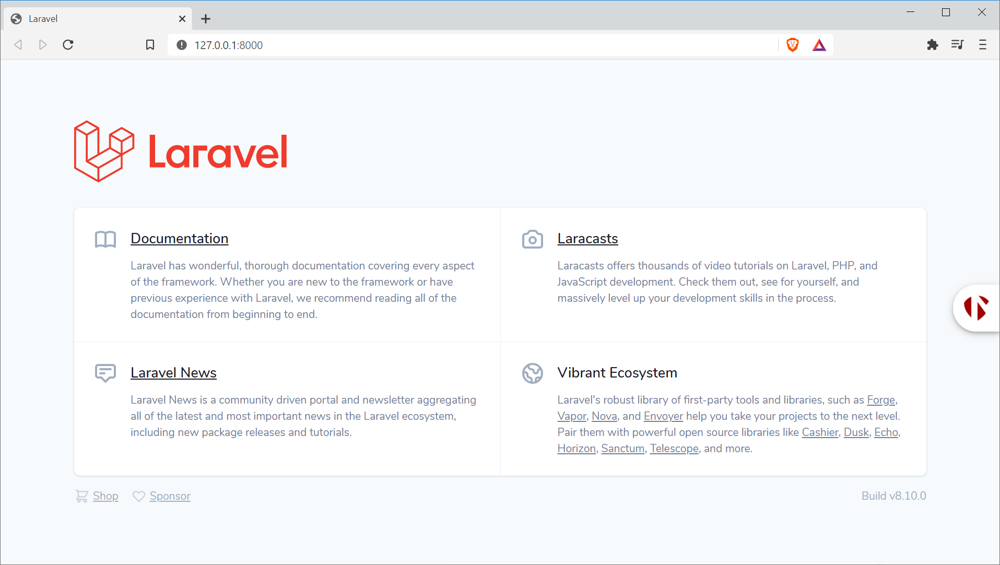 Laravel
127.0.0.1:8000
Laravel
Documentation
Laravel has wonderful, thorough documentation covering every aspect
of the framework. Whether you are new to the framework or have
previous experience with Laravel, we recommend reading all of the
documentation from beginning to end.
Laracasts
Laracasts offers thousands of video tutorials on Laravel, PHP, and
JavaScript development. Check them out, see for yourself, and
massively level up your development skills in the process.
Laravel News
Laravel News is a community driven portal and newsletter aggregating
all of the latest and most important news in the Laravel ecosystem,
including new package releases and tutorials.
Vibrant Ecosystem
Laravel's robust library of first-party tools and libraries, such as Forge,
Vapor, Nova, and Envoyer help you take your projects to the next level.
Pair them with powerful open source libraries like Cashier, Dusk, Echo,
Horizon, Sanctum, Telescope, and more.
Shop
Sponsor
Build v8.10.0